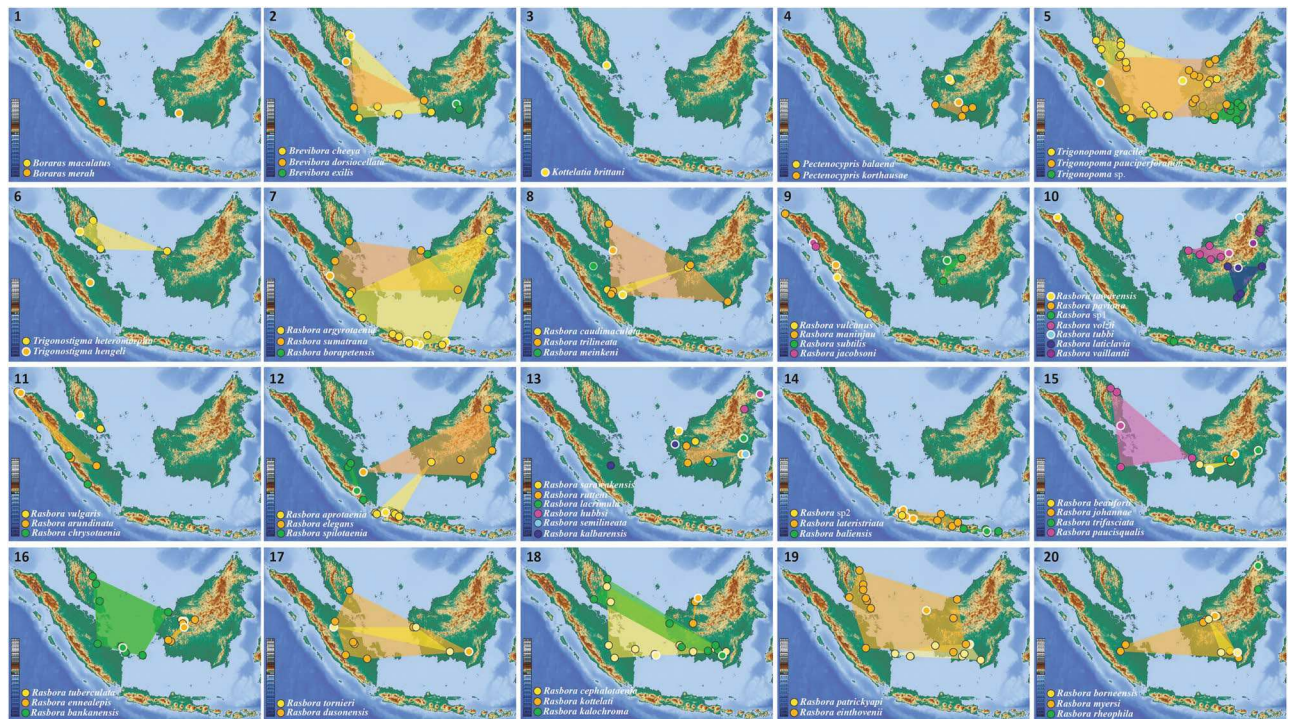 1
Boraras maculatus
Boraras merah
2
Brevibora cheeya
Brevibora dorsiocellata
Brevibora exilis
3
Kottelatia brittani
4
Pectenocypris balaena
Pectenocypris korthausae
5
Trigonopoma gracile
Trigonopoma pauciperforatum
Trigonopoma sp.
6
Trigonostigma heteromorpha
Trigonostigma hengeli
7
Rasbora argyrotaenia
Rasbora sumatrana
Rasbora borapetensis
8
Rasbora caudimaculata
Rasbora trilineata
Rasbora meinkeni
9
Rasbora vulcanus
Rasbora maninjau
Rasbora subtilis
Rasbora jacobsoni
10
Rasbora tawarensis
Rasbora paviana
Rasbora sp1
Rasbora volzii
Rasbora tubbi
Rasbora laticlavia
Rasbora vaillantii
11
Rasbora vulgaris
Rasbora arundinata
Rasbora chrysotaenia
12
Rasbora aprotaenia
Rasbora elegans
Rasbora spilotaenia
13
Rasbora sarawakensis
Rasbora rutteni
Rasbora lacrimula
Rasbora hubbsi
Rasbora semilineata
Rasbora kalbarensis
14
Rasbora sp2
Rasbora lateristriata
Rasbora baliensis
15
Rasbora beauforti
Rasbora johannae
Rasbora trifasciata
Rasbora paucisqualis
16
Rasbora tuberculata
Rasbora ennealepis
Rasbora bankanensis
17
Rasbora tornieri
Rasbora dusonensis
18
Rasbora cephalotaenia
Rasbora kottelati
Rasbora kalochroma
19
Rasbora patrickyapi
Rasbora einthovenii
20
Rasbora borneensis
Rasbora myersi
Rasbora rheophila